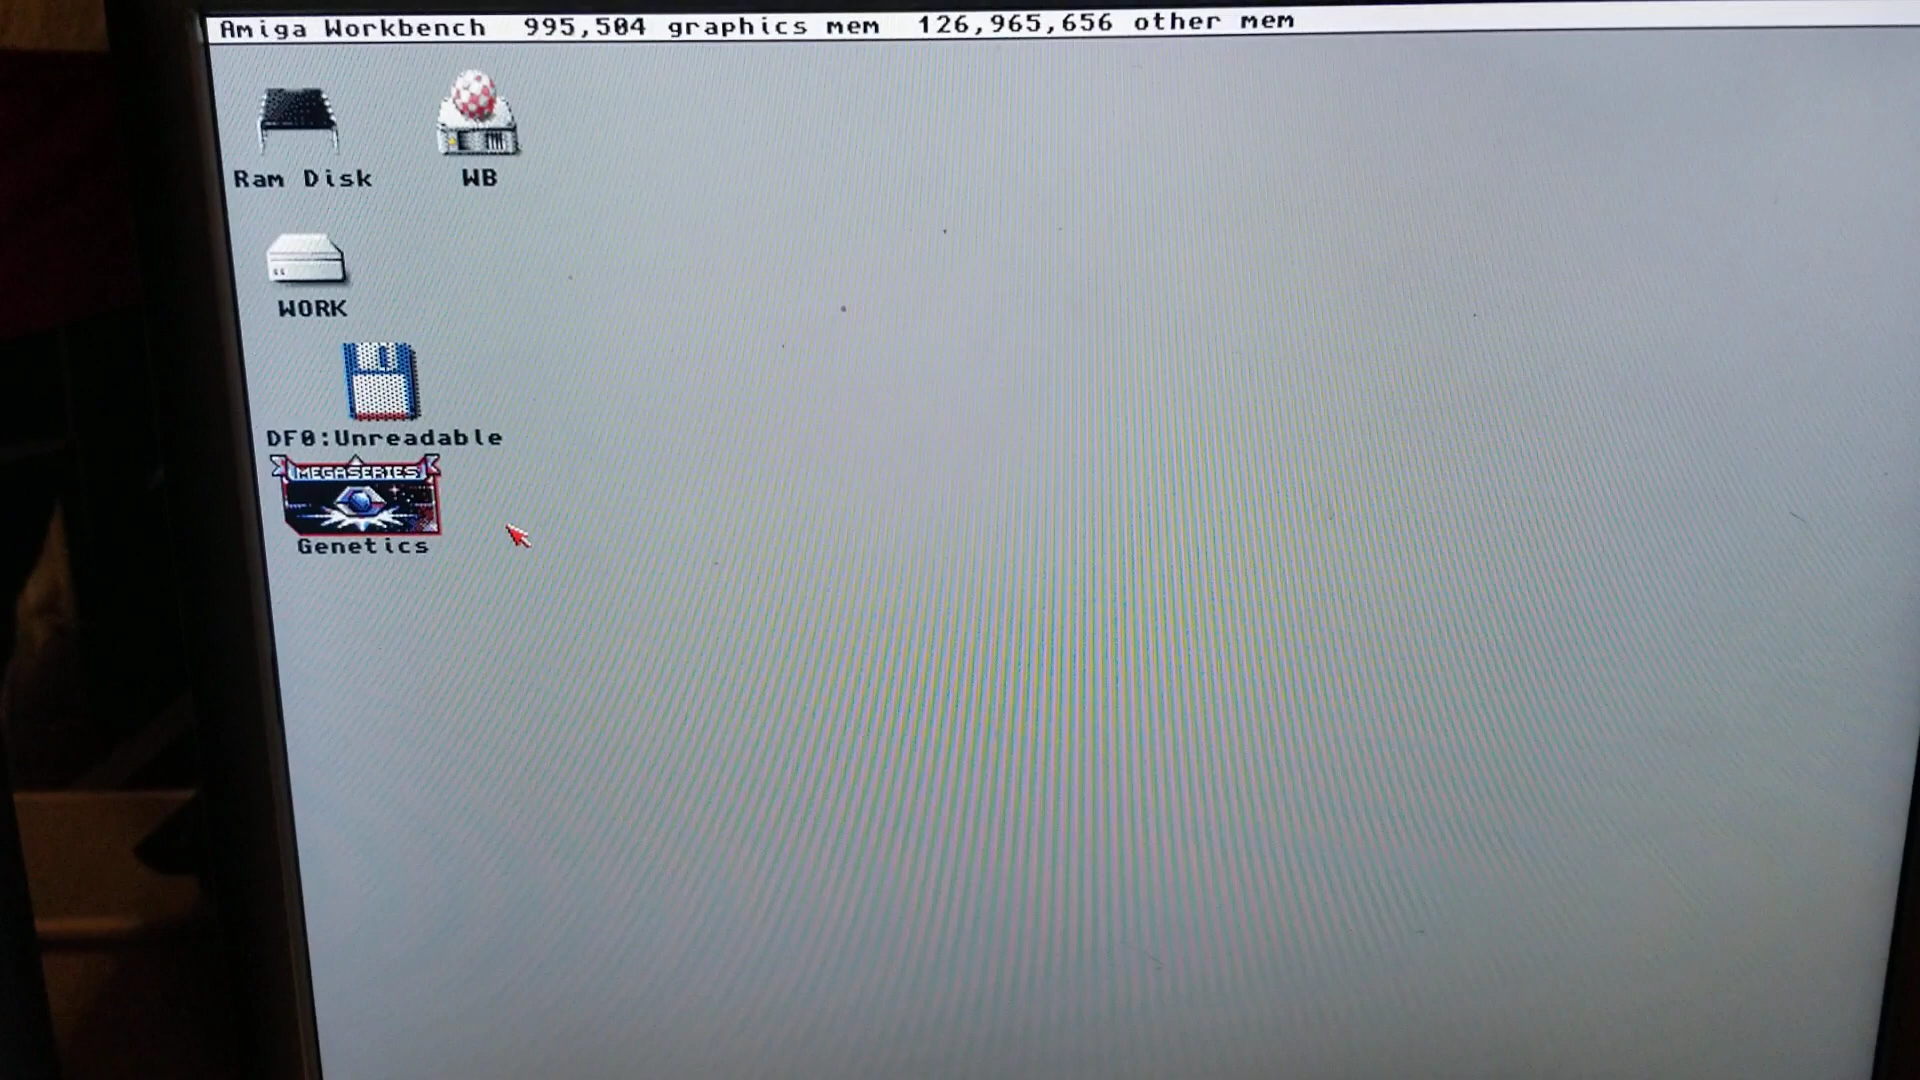 Amiga Workbench  995,504 graphics mem  126,965,656 other mem
Ram Disk
WB
WORK
DF0:Unreadable
MEGASERIES
Genetics